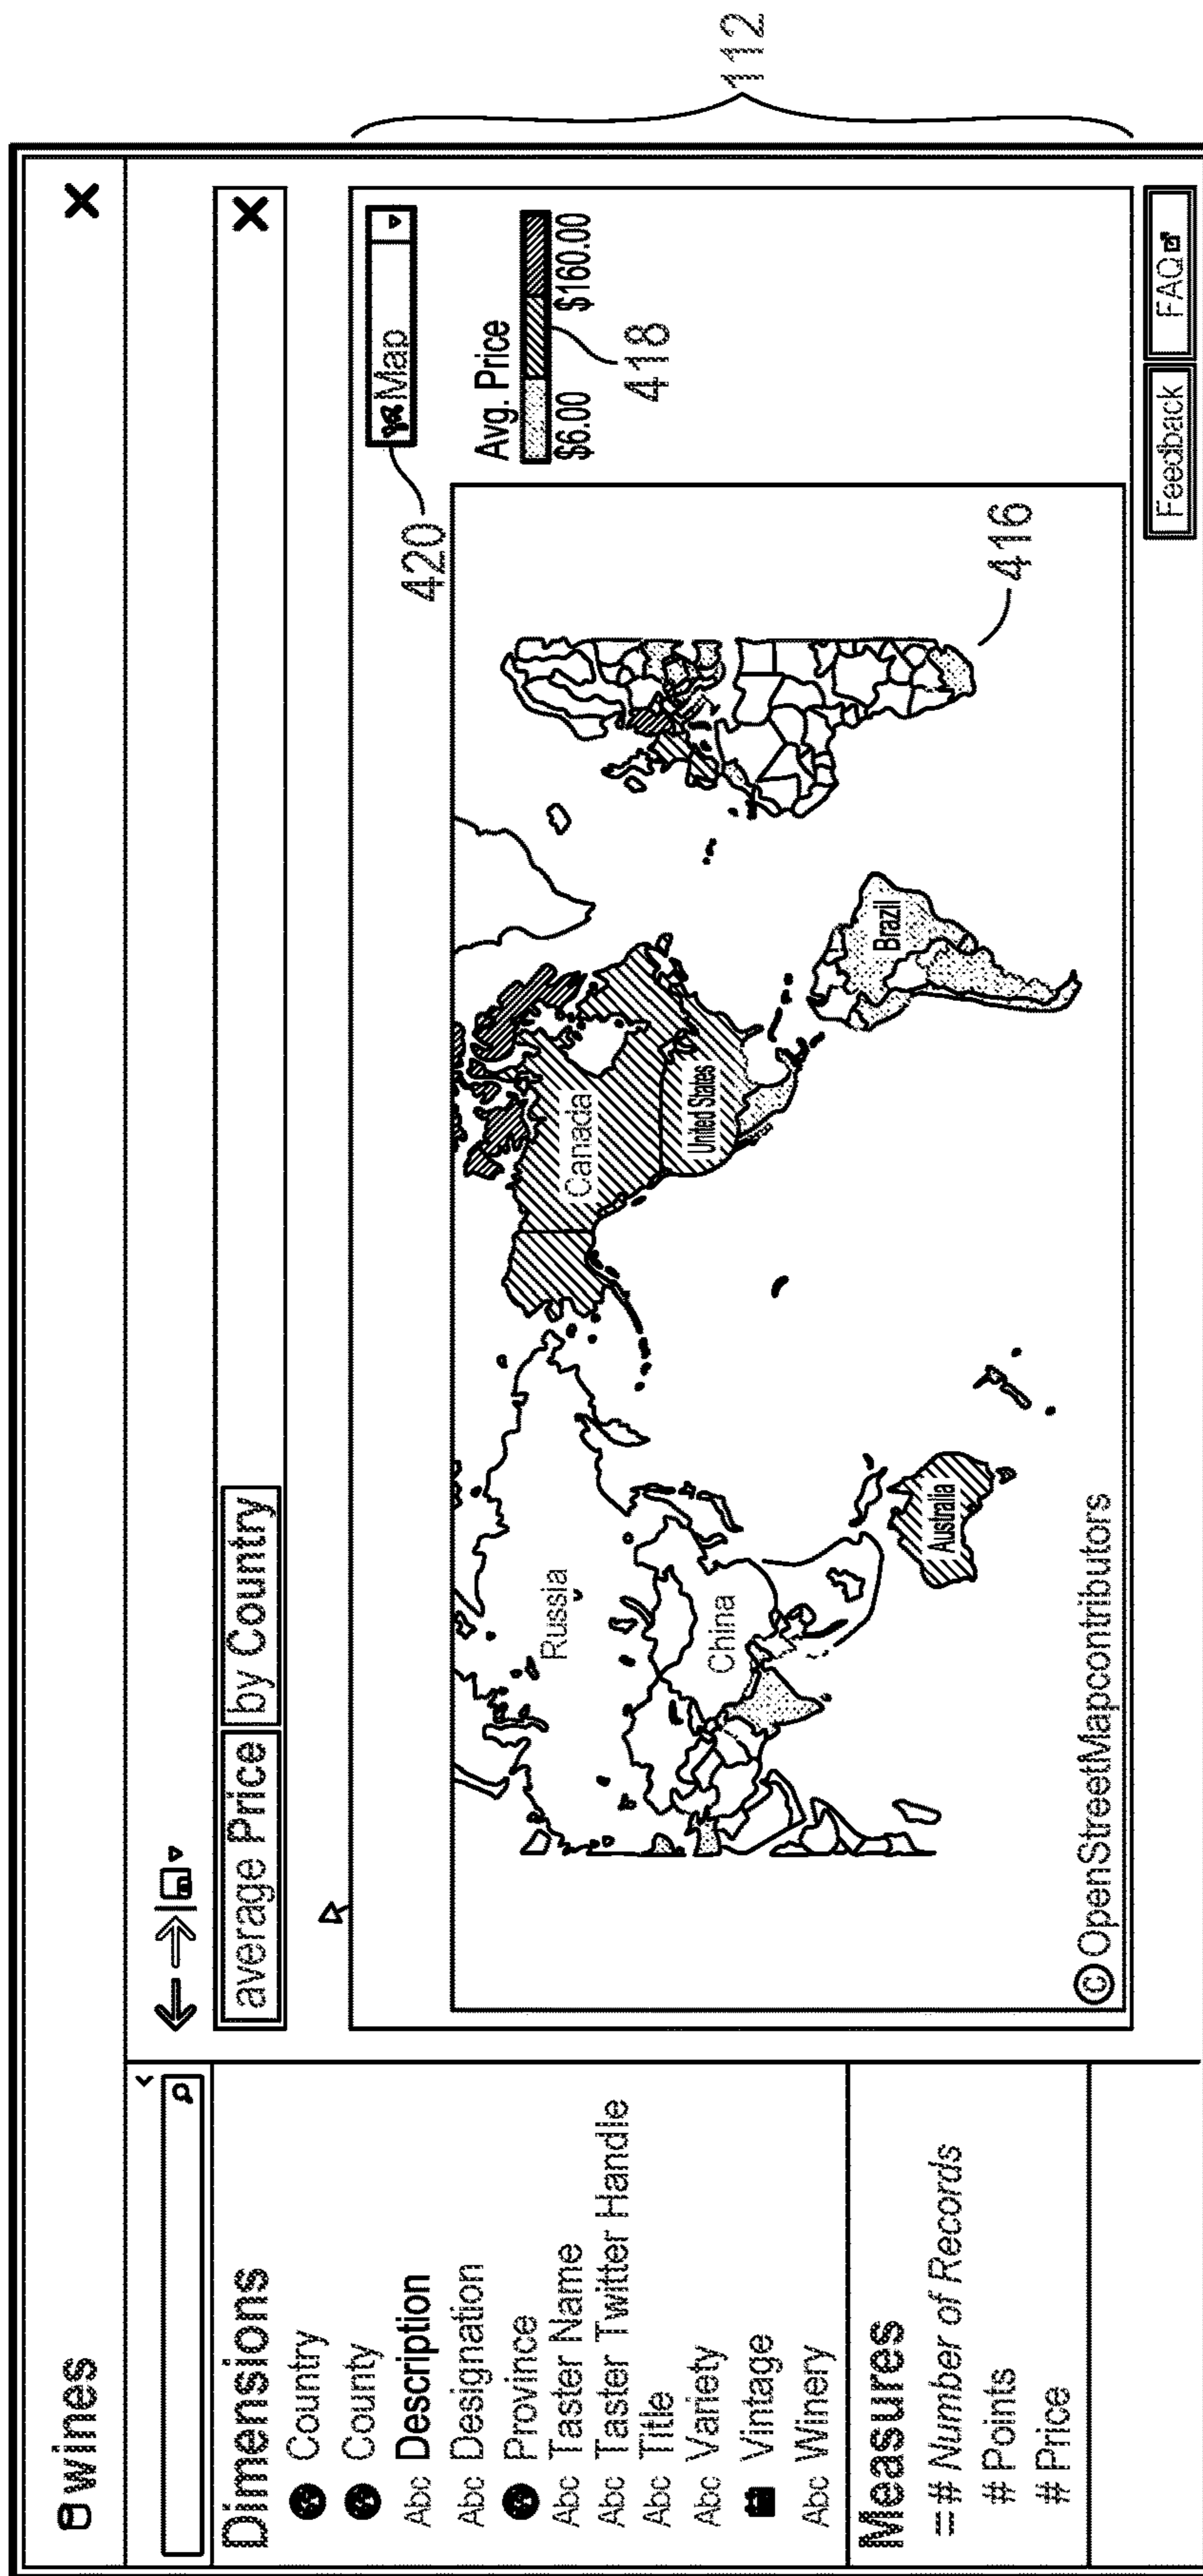 wines
Dimensions
Country
County
Abc Description
Abc Designation
Province
Abc Taster Name
Abc Taster Twitter Handle
Abc Title
Abc Variety
Vintage
Abc Winery
Measures
=# Number of Records
# Points
# Price
average Price by Country
Map
420
Avg. Price
$6.00 $160.00
418
Russia
China
Australia
Canada
United States
Brazil
416
© OpenStreetMapcontributors
Feedback FAQ
112